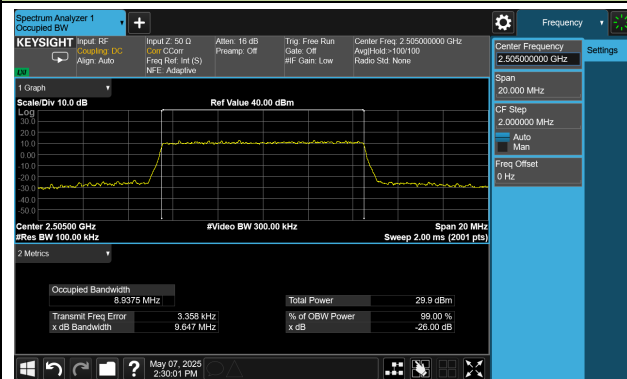 Spectrum Analyzer 1
Occupied BW
Frequency
KEYSIGHT
Input: RF
Coupling: DC
Align: Auto
Input Z: 50 Ω
Corr CCorr
Freq Ref: Int (S)
NFE: Adaptive
Atten: 16 dB
Preamp: Off
Trig: Free Run
Gate: Off
#IF Gain: Low
Center Freq: 2.505000000 GHz
Avg|Hold:>100/100
Radio Std: None
Center Frequency
2.505000000 GHz
Settings
Span
20.000 MHz
CF Step
2.000000 MHz
Auto
Man
Freq Offset
0 Hz
1 Graph
Scale/Div 10.0 dB
Ref Value 40.00 dBm
Log
30.0
20.0
10.0
0.00
-10.0
-20.0
-30.0
-40.0
-50.0
Center 2.50500 GHz
#Video BW 300.00 kHz
Span 20 MHz
#Res BW 100.00 kHz
Sweep 2.00 ms (2001 pts)
2 Metrics
Occupied Bandwidth
8.9375 MHz
Total Power 29.9 dBm
Transmit Freq Error 3.358 kHz
% of OBW Power 99.00 %
x dB Bandwidth 9.647 MHz
x dB -26.00 dB
May 07, 2025
2:30:01 PM